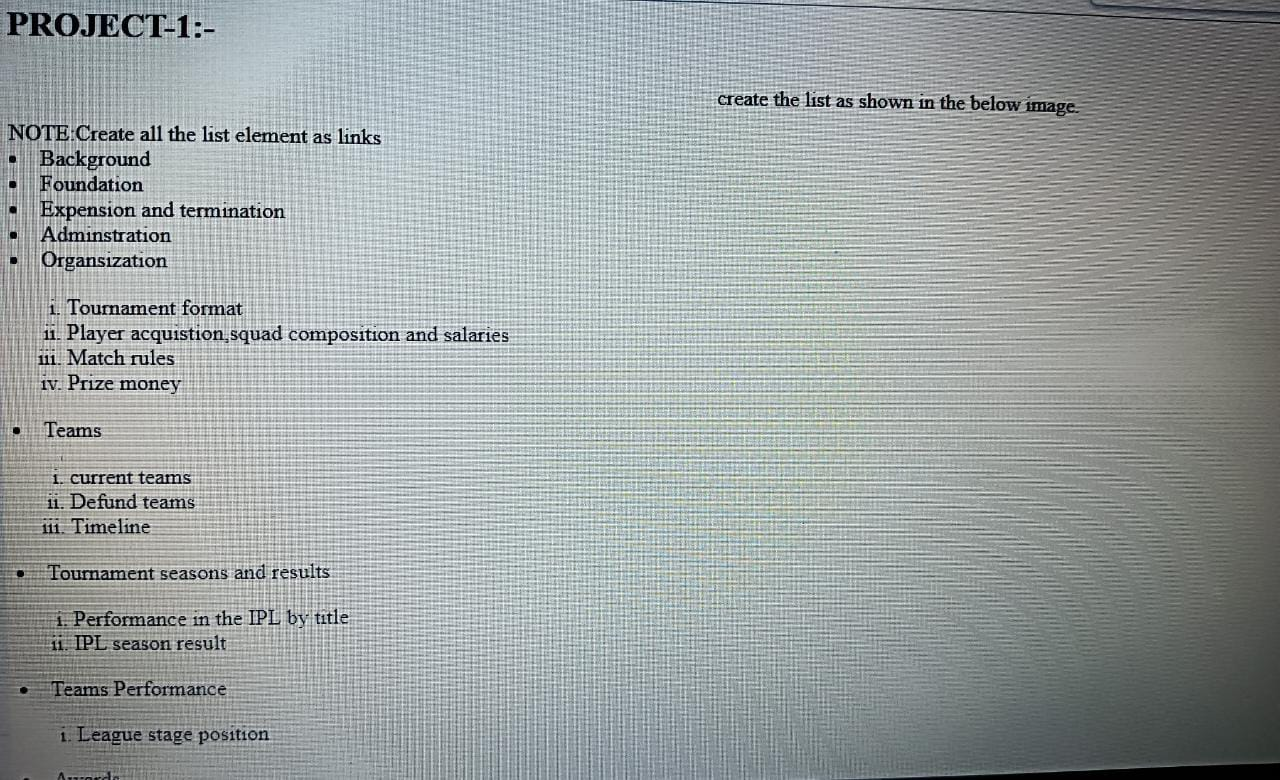 PROJECT-1:-
create the list as shown in the below image.
NOTE:Create all the list element as links
• Background
• Foundation
• Expension and termination
• Adminstration
• Organsization
i. Tournament format
ii. Player acquistion,squad composition and salaries
iii. Match rules
iv. Prize money
• Teams
i. current teams
ii. Defund teams
iii. Timeline
• Tournament seasons and results
i. Performance in the IPL by title
ii. IPL season result
• Teams Performance
i. League stage position
• Awards